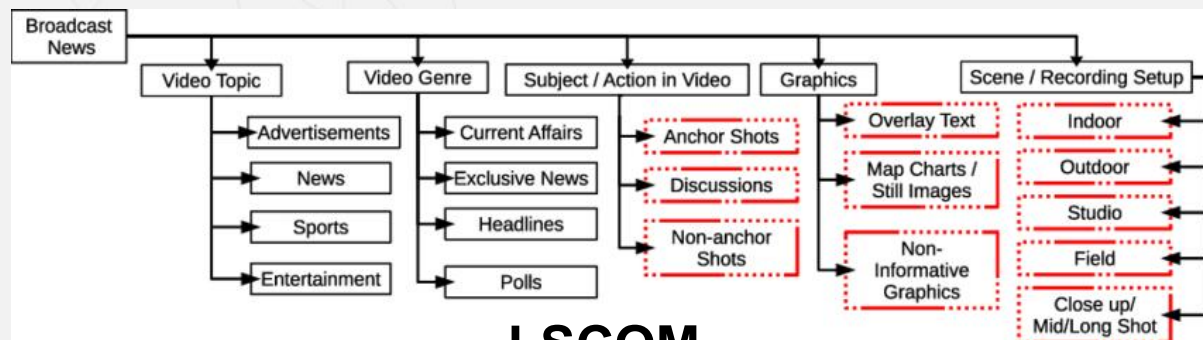 Broadcast
News
Video Topic
Video Genre
Subject / Action in Video
Graphics
Scene / Recording Setup
Advertisements
News
Sports
Entertainment
Current Affairs
Exclusive News
Headlines
Polls
Anchor Shots
Discussions
Non-anchor
Shots
Overlay Text
Map Charts /
Still Images
Non-
Informative
Graphics
Indoor
Outdoor
Studio
Field
Close up/
Mid/Long Shot
LSCOM